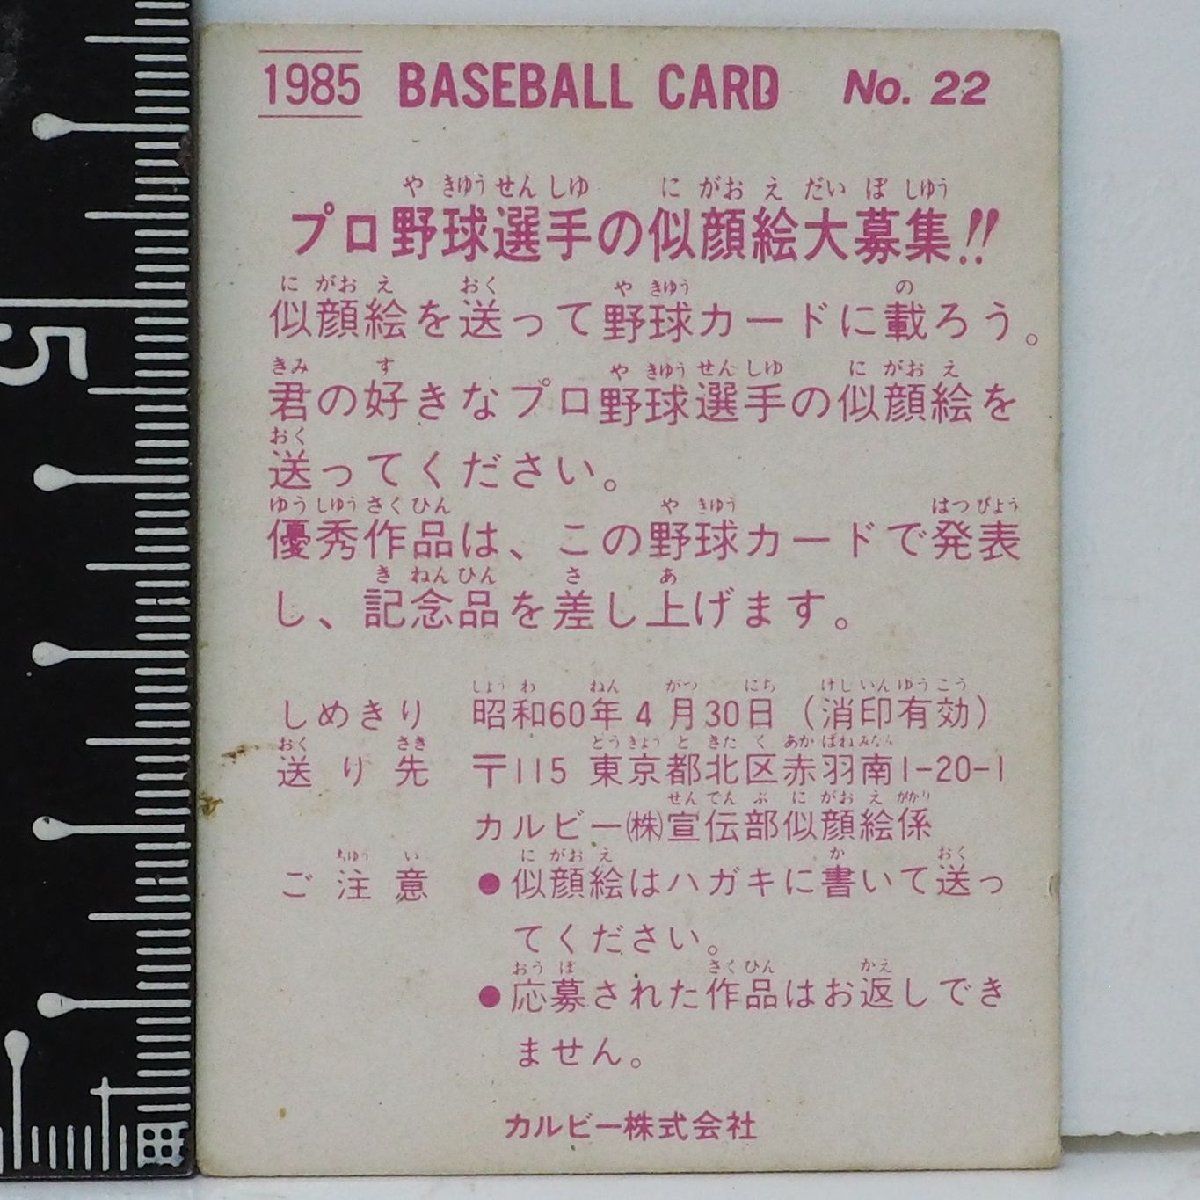 1985 BASEBALL CARD No. 22
や きゅう せん しゅ に がお え だい ぼ しゅう
プロ野球選手の似顔絵大募集!!
に がお え おく や きゅう の
似顔絵を送って野球カードに載ろう。
きみ す や きゅう せん しゅ に がお え
君の好きなプロ野球選手の似顔絵を
おく
送ってください。
ゆう しゅう さく ひん や きゅう はっ ぴょう
優秀作品は、この野球カードで発表
き ねん ひん さ あ
し、記念品を差し上げます。
しょう わ ねん がつ にち けし いん ゆう こう
しめきり 昭和60年4月30日(消印有効)
おく さき とう きょう と きた く あか ばね みなみ
送り先 〒115 東京都北区赤羽南1-20-1
せん でん ぶ に がお え がかり
カルビー㈱宣伝部似顔絵係
ちゅう い に がお え か おく
ご注意 ●似顔絵はハガキに書いて送っ
てください。
おう ぼ さく ひん かえ
●応募された作品はお返しでき
ません。
カルビー株式会社
5